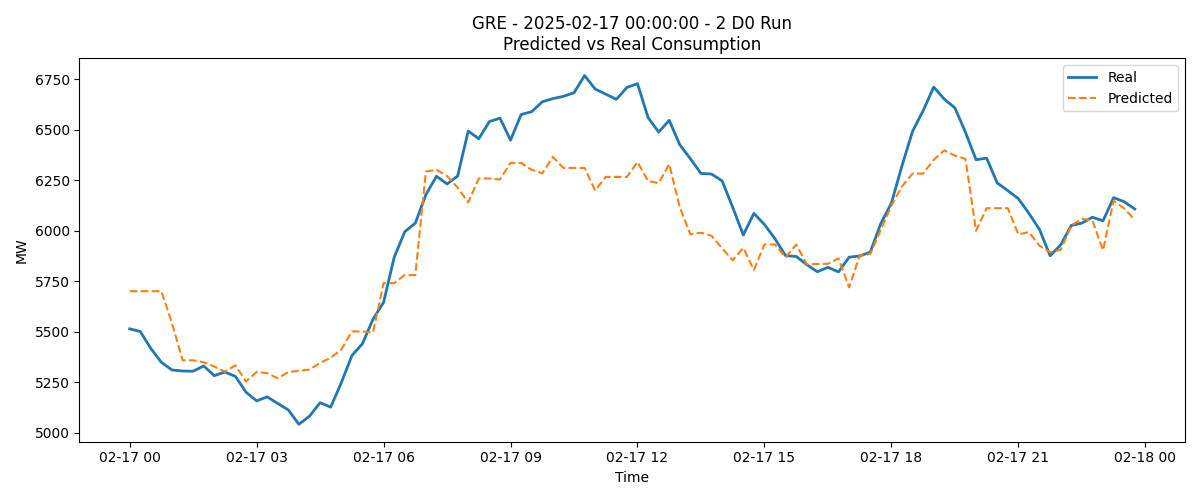 GRE - 2025-02-17 00:00:00 - 2 D0 Run
Predicted vs Real Consumption
Real
Predicted
MW
6750
6500
6250
6000
5750
5500
5250
5000
02-17 00
02-17 03
02-17 06
02-17 09
02-17 12
02-17 15
02-17 18
02-17 21
02-18 00
Time